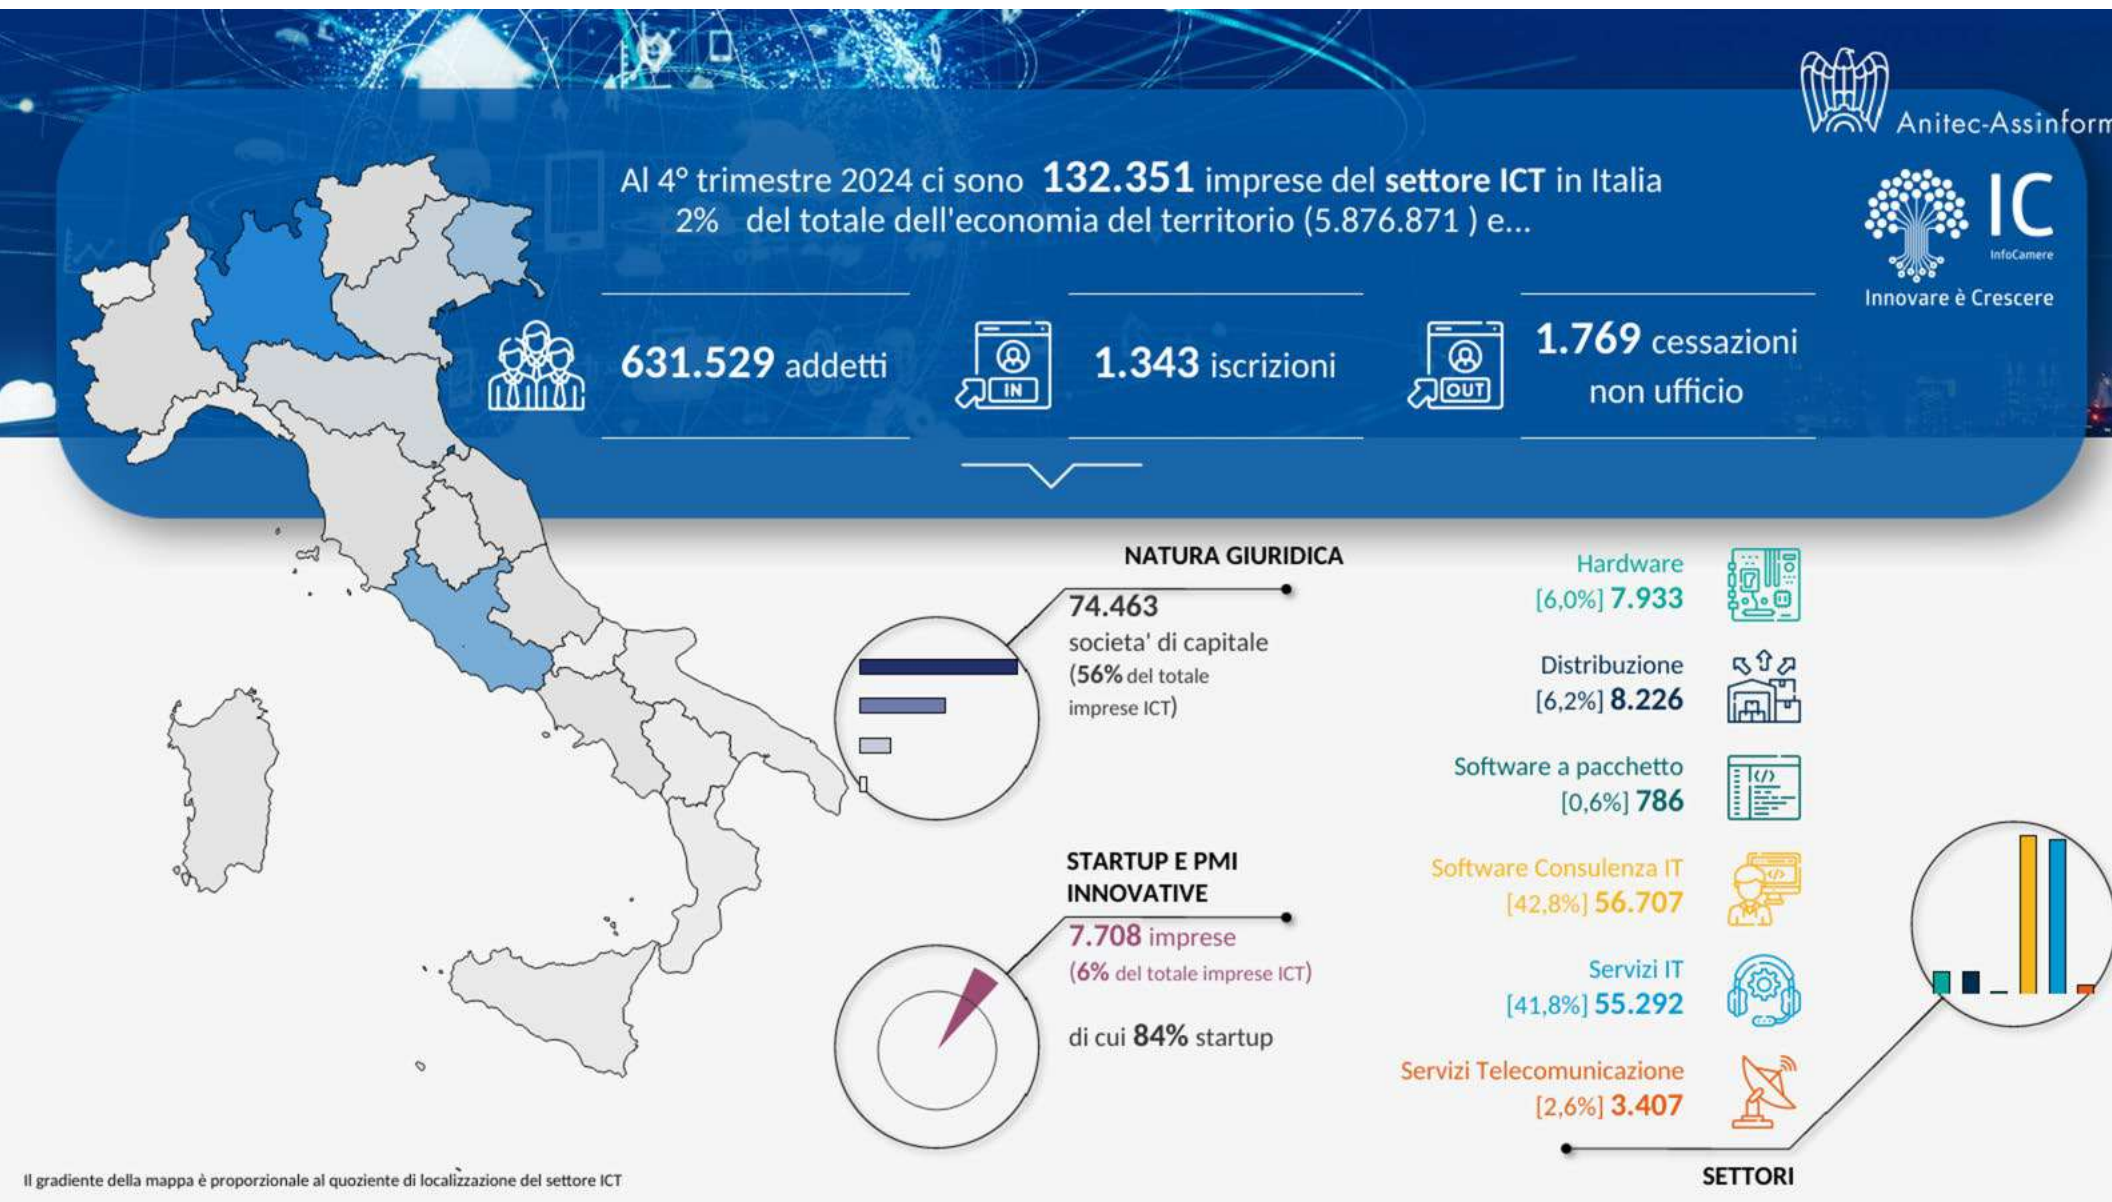 Anitec-Assinform
IC
InfoCamere
Innovare è Crescere
Al 4° trimestre 2024 ci sono 132.351 imprese del settore ICT in Italia
2% del totale dell'economia del territorio (5.876.871 ) e...
631.529 addetti
IN
1.343 iscrizioni
OUT
1.769 cessazioni
non ufficio
NATURA GIURIDICA
74.463
societa' di capitale
(56% del totale
imprese ICT)
STARTUP E PMI
INNOVATIVE
7.708 imprese
(6% del totale imprese ICT)
di cui 84% startup
Hardware
[6,0%] 7.933
Distribuzione
[6,2%] 8.226
Software a pacchetto
[0,6%] 786
Software Consulenza IT
[42,8%] 56.707
Servizi IT
[41,8%] 55.292
Servizi Telecomunicazione
[2,6%] 3.407
SETTORI
Il gradiente della mappa è proporzionale al quoziente di localizzazione del settore ICT